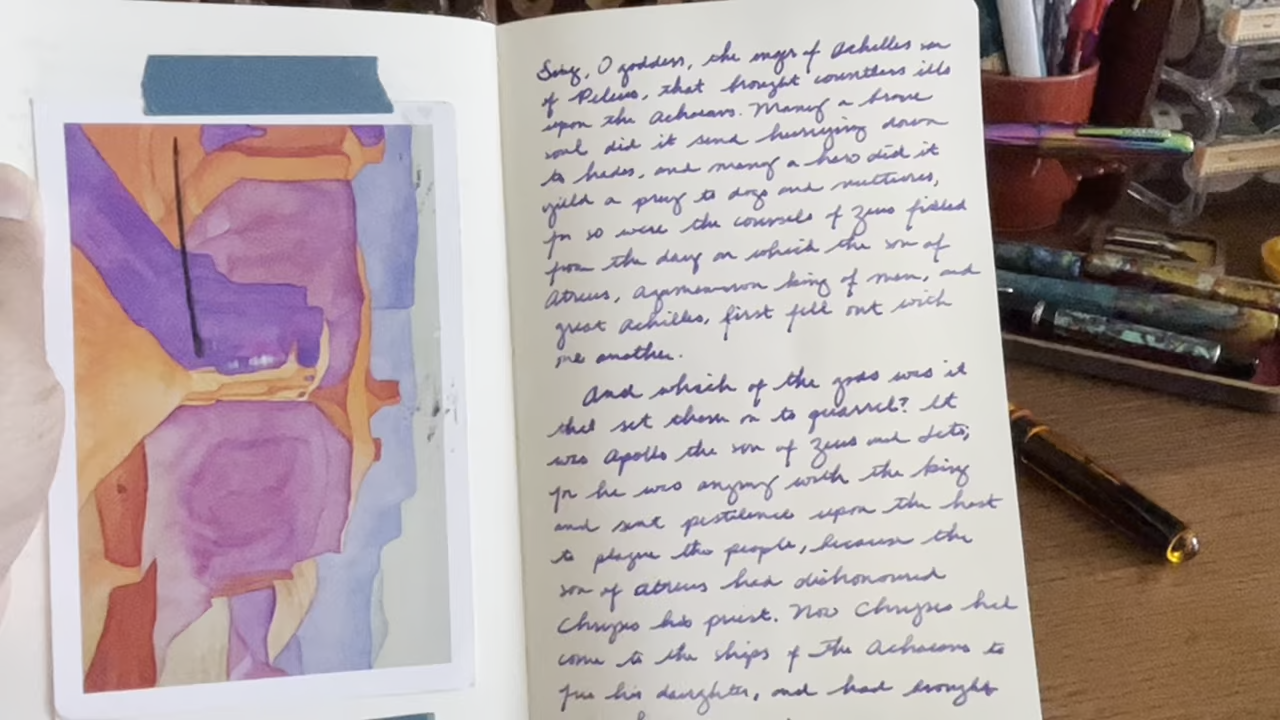 Sing, O goddess, the anger of Achilles son
of Peleus, that brought countless ills
upon the Achaeans. Many a brave
soul did it send hurrying down
to hades, and many a hero did it
yield a prey to dogs and vultures,
for so were the counsels of Zeus fulfilled
from the day on which the son of
Atreus, Agamemnon king of men, and
great Achilles, first fell out with
one another.
And which of the gods was it
that set them on to quarrel? It
was Apollo the son of Zeus and Leto;
for he was angry with the king
and sent pestilence upon the host
to plague the people, because the
son of Atreus had dishonoured
Chryses his priest. Now Chryses had
come to the ships of the Achaeans to
free his daughter, and had brought